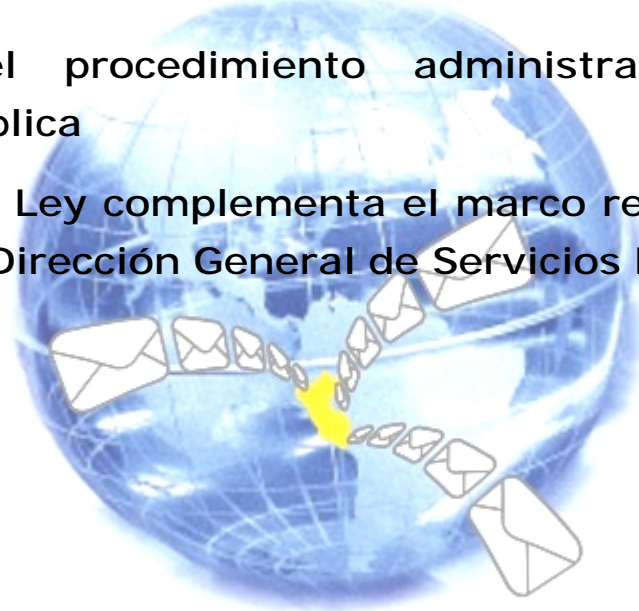 el procedimiento administra
blica
Ley complementa el marco re
Dirección General de Servicios